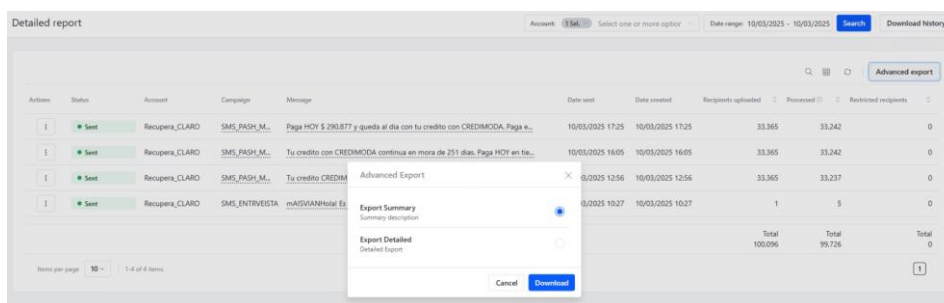 Detailed report
Account: 1 Sel. Select one or more option Date range: 10/03/2025 - 10/03/2025 Search Download history
Advanced export
Actions Status Account Campaign Message Date sent Date created Recipients uploaded Processed Restricted recipients
Sent Recupera_CLARO SMS_PASH_M... Paga HOY $ 290.877 y queda al día con tu credito con CREDIMODA. Paga e... 10/03/2025 17:25 10/03/2025 17:25 33,365 33,242 0
Sent Recupera_CLARO SMS_PASH_M... Tu credito con CREDIMODA continua en mora de 251 dias. Paga HOY en tie... 10/03/2025 16:05 10/03/2025 16:05 33,365 33,242 0
Sent Recupera_CLARO SMS_PASH_M... Tu credito CREDIM 3/2025 12:56 10/03/2025 12:56 33,365 33,237 0
Sent Recupera_CLARO SMS_ENTRVEISTA mAISVIANHola! Es 3/2025 10:27 10/03/2025 10:27 1 5 0
Total Total Total
100.096 99.726 0
Items per page 10 1-4 of 4 items 1
Advanced Export
Export Summary
Summary description
Export Detailed
Detailed Export
Cancel Download